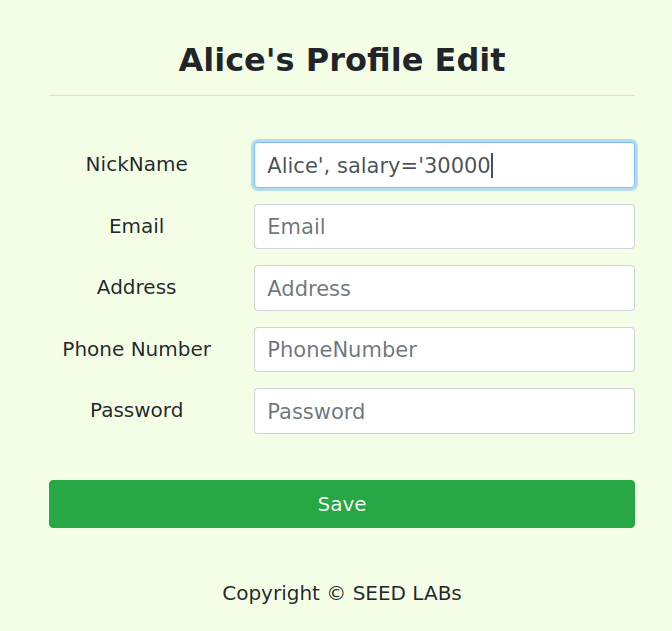 Alice's Profile Edit
NickName Alice', salary='30000
Email Email
Address Address
Phone Number PhoneNumber
Password Password
Save
Copyright © SEED LABs